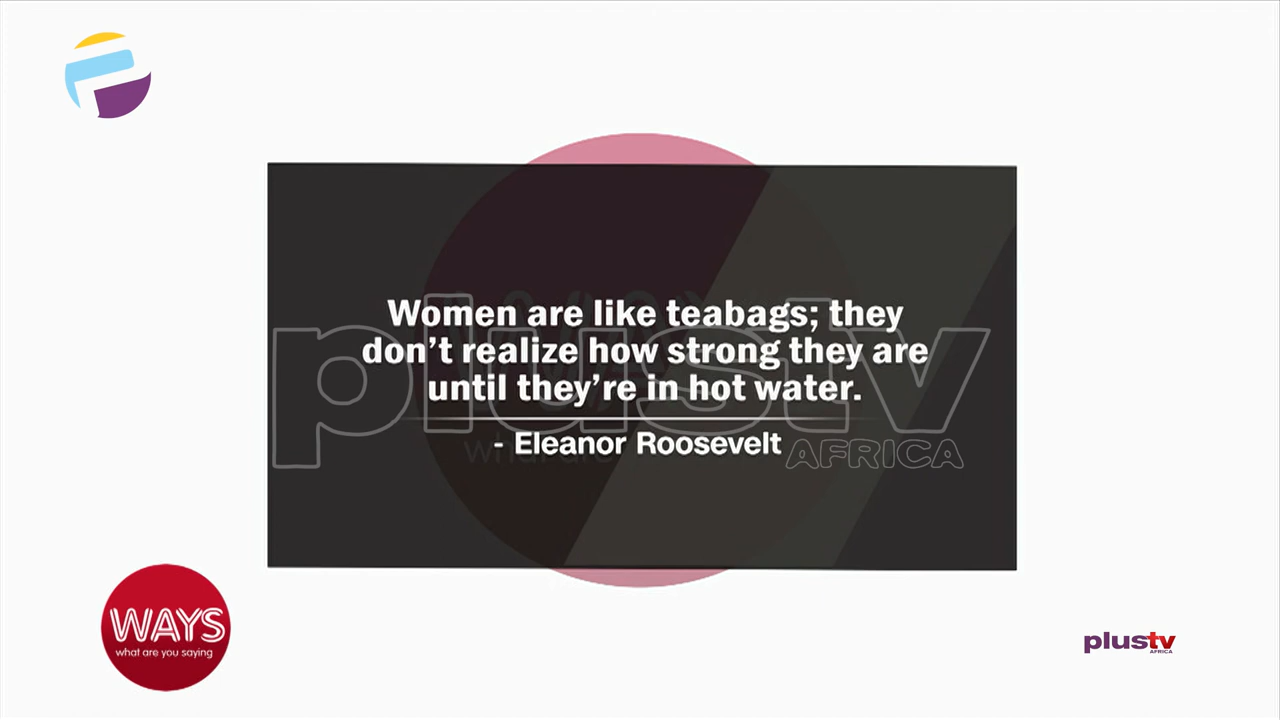 Women are like teabags; they
don't realize how strong they are
until they're in hot water.
- Eleanor Roosevelt
plustv
AFRICA
WAYS
what are you saying
plustv
AFRICA